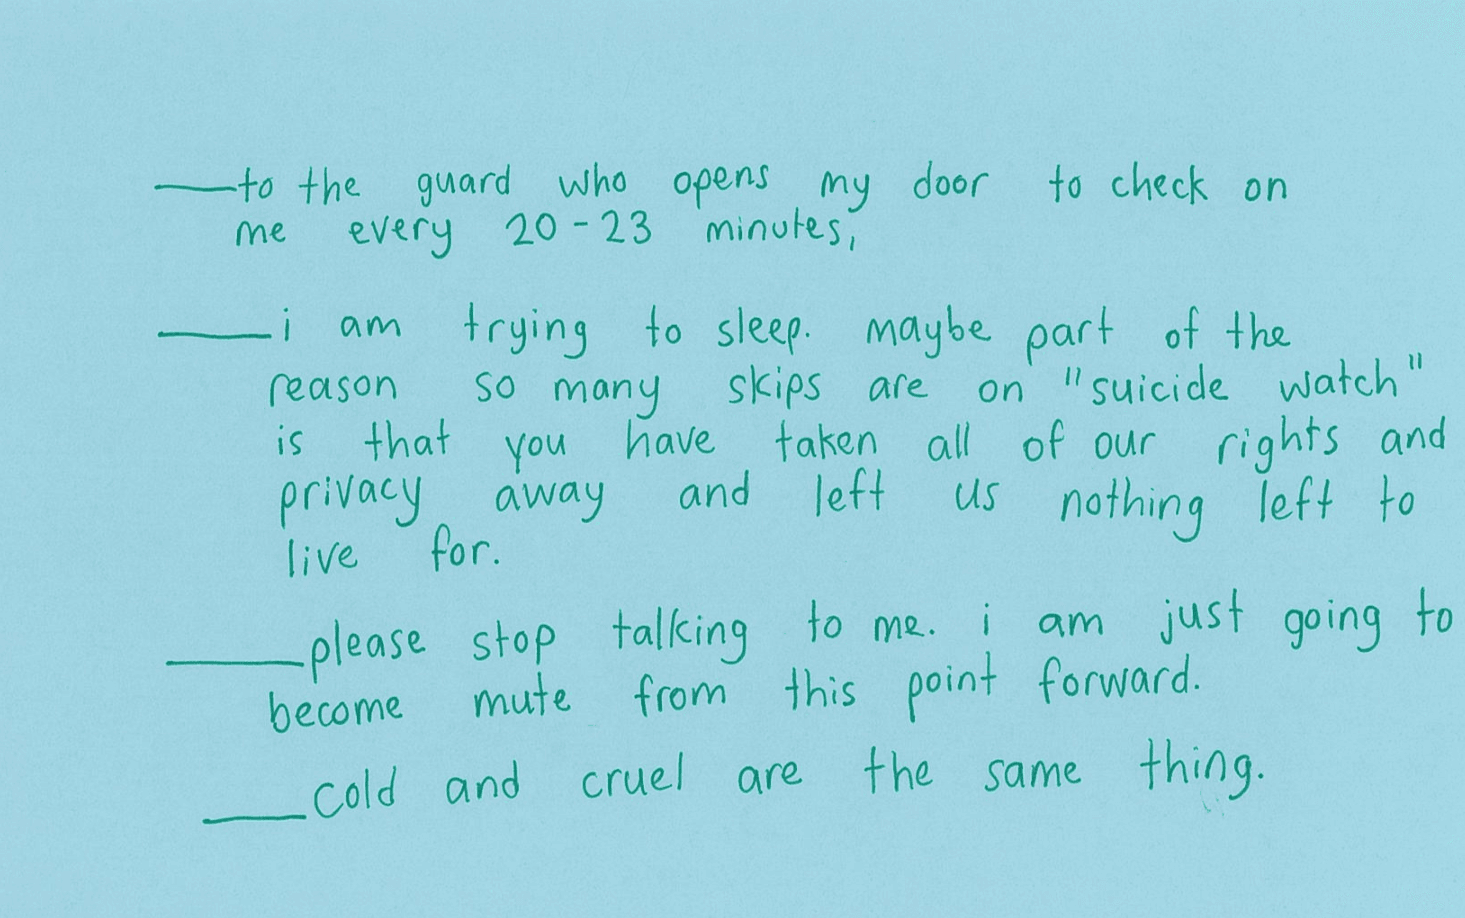 to the guard who opens my door to check on
me every 20-23 minutes,
i am trying to sleep. maybe part of the
reason so many skips are on "suicide watch"
is that you have taken all of our rights and
privacy away and left us nothing left to
live for.
please stop talking to me. i am just going to
become mute from this point forward.
cold and cruel are the same thing.